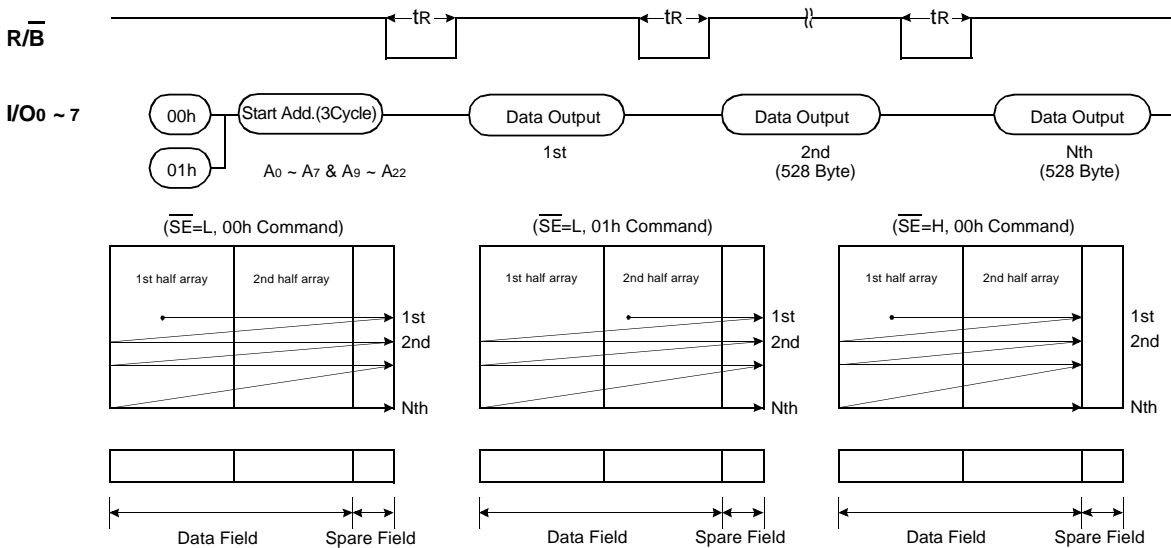 R/B
tR tR tR
I/O0 ~ 7
00h
Start Add.(3Cycle)
Data Output
Data Output
Data Output
01h
A0 ~ A7 & A9 ~ A22
1st
2nd
(528 Byte)
Nth
(528 Byte)
(SE=L, 00h Command)
1st half array
2nd half array
1st
2nd
Nth
Data Field
Spare Field
(SE=L, 01h Command)
1st half array
2nd half array
1st
2nd
Nth
Data Field
Spare Field
(SE=H, 00h Command)
1st half array
2nd half array
1st
2nd
Nth
Data Field
Spare Field